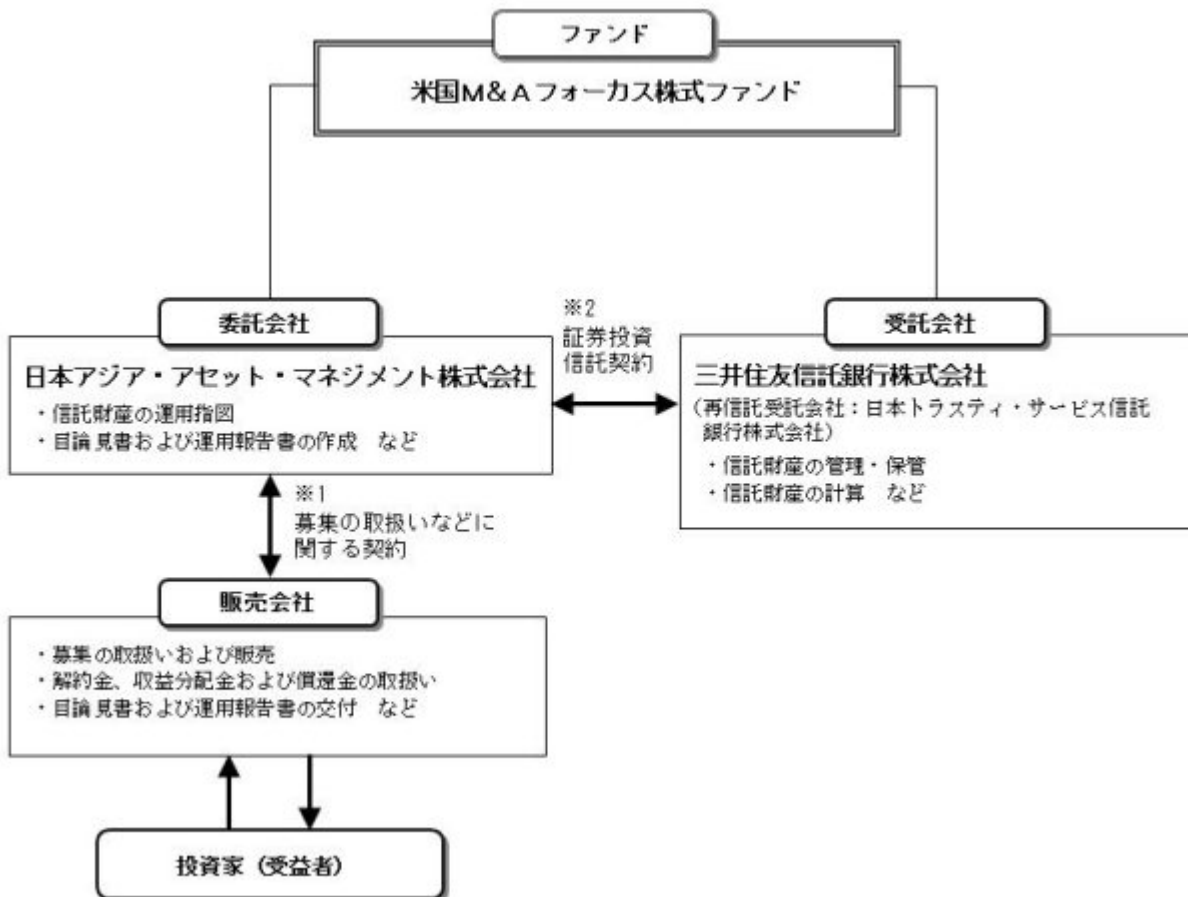 ファンド
米国M&Aフォーカス株式ファンド
委託会社
日本アジア・アセット・マネジメント株式会社
・信託財産の運用指図
・目論見書および運用報告書の作成 など
※2
証券投資
信託契約
受託会社
三井住友信託銀行株式会社
(再信託受託会社:日本トラスティ・サービス信託
銀行株式会社)
・信託財産の管理・保管
・信託財産の計算 など
※1
募集の取扱いなどに
関する契約
販売会社
・募集の取扱いおよび販売
・解約金、収益分配金および償還金の取扱い
・目論見書および運用報告書の交付 など
投資家(受益者)